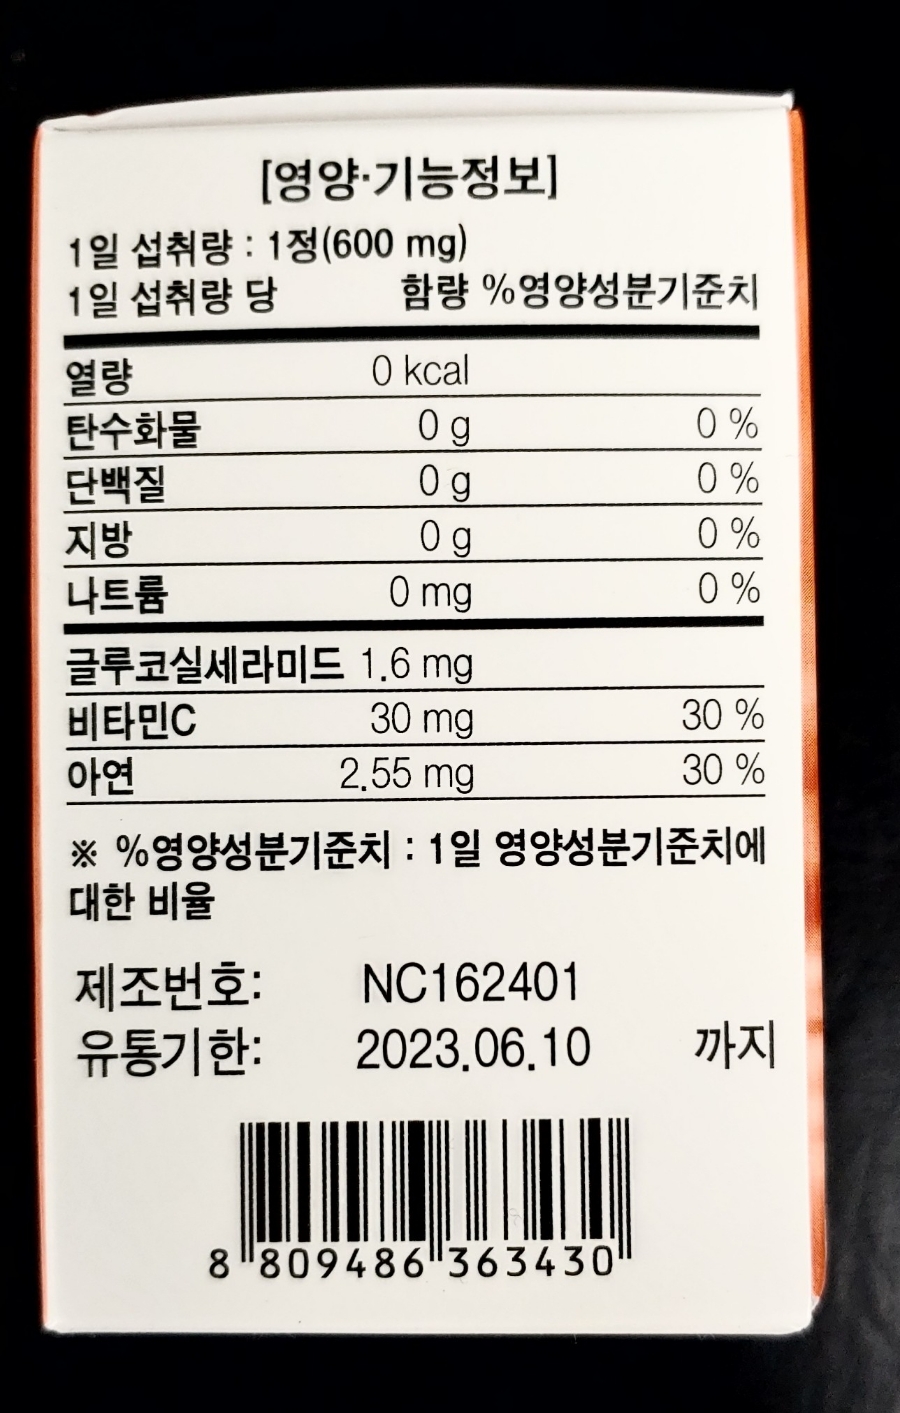 [영양·기능정보]
1일 섭취량 : 1정(600 mg)
1일 섭취량 당 함량 %영양성분기준치
열량 0 kcal
탄수화물 0 g 0 %
단백질 0 g 0 %
지방 0 g 0 %
나트륨 0 mg 0 %
글루코실세라미드 1.6 mg
비타민C 30 mg 30 %
아연 2.55 mg 30 %
※ %영양성분기준치 : 1일 영양성분기준치에
대한 비율
제조번호: NC162401
유통기한: 2023.06.10 까지
8 809486 363430